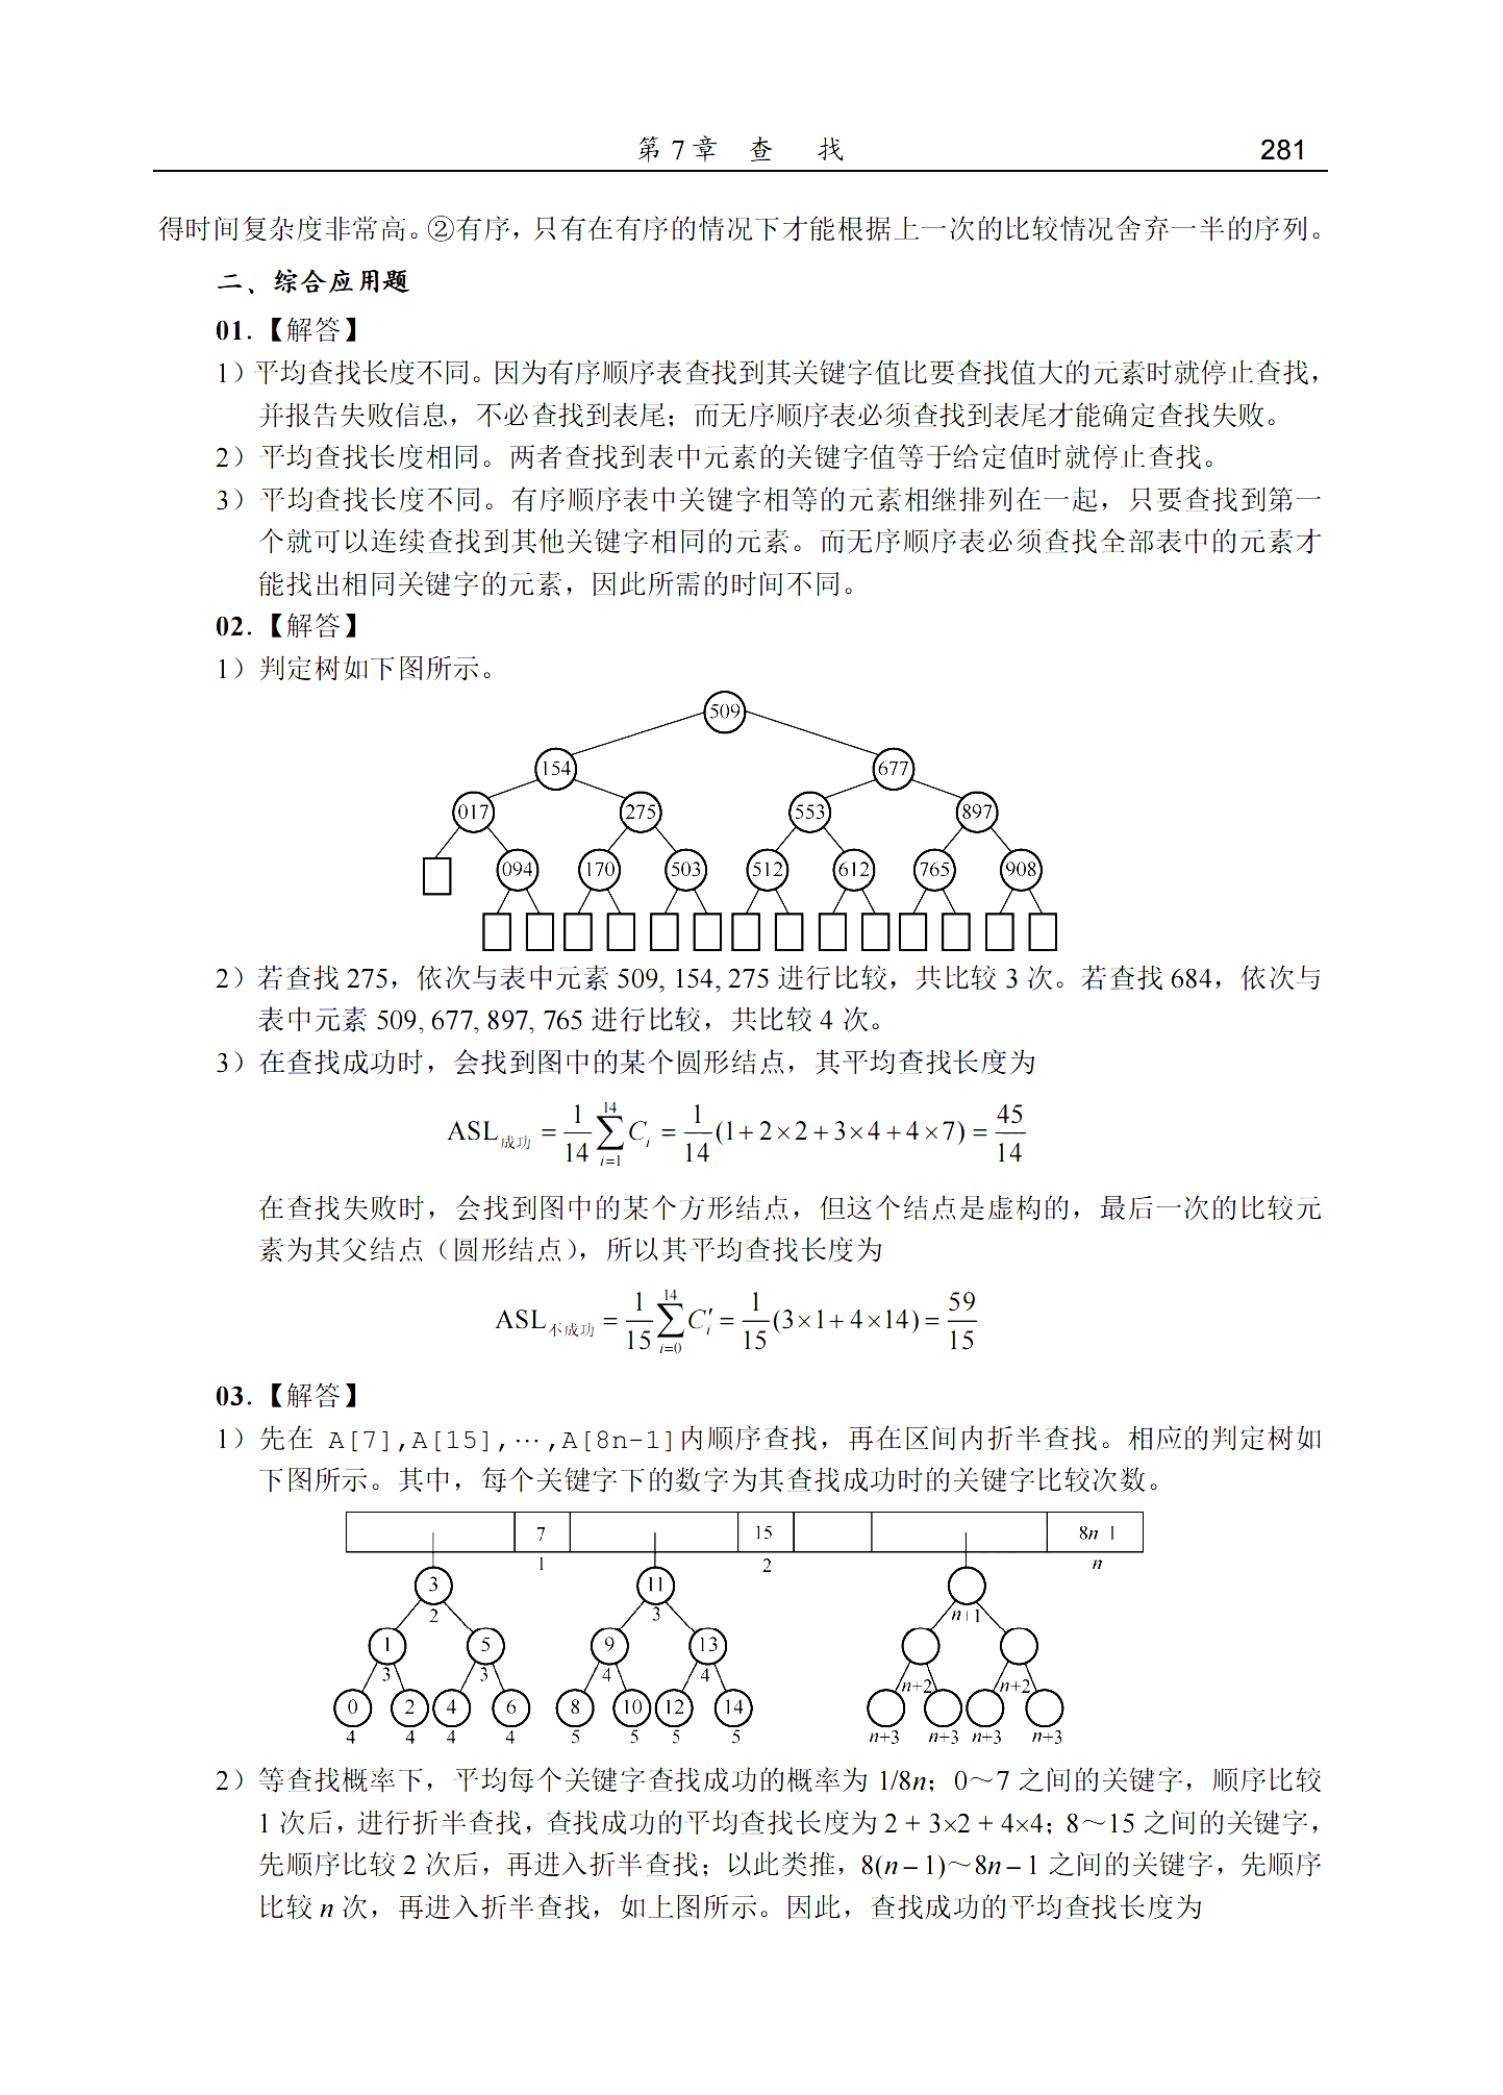 第 7 章 查 找 281
得时间复杂度非常高。②有序，只有在有序的情况下才能根据上一次的比较情况舍弃一半的序列。
二、综合应用题
01.【解答】
1）平均查找长度不同。因为有序顺序表查找到其关键字值比要查找值大的元素时就停止查找，
并报告失败信息，不必查找到表尾；而无序顺序表必须查找到表尾才能确定查找失败。
2）平均查找长度相同。两者查找到表中元素的关键字值等于给定值时就停止查找。
3）平均查找长度不同。有序顺序表中关键字相等的元素相继排列在一起，只要查找到第一
个就可以连续查找到其他关键字相同的元素。而无序顺序表必须查找全部表中的元素才
能找出相同关键字的元素，因此所需的时间不同。
02.【解答】
1）判定树如下图所示。
509
154 677
017 275 553 897
094 170 503 512 612 765 908
2）若查找 275，依次与表中元素 509, 154, 275 进行比较，共比较 3 次。若查找 684，依次与
表中元素 509, 677, 897, 765 进行比较，共比较 4 次。
3）在查找成功时，会找到图中的某个圆形结点，其平均查找长度为
ASL成功 = 1/14 ∑_{i=1}^{14} C_i = 1/14 (1+2×2+3×4+4×7) = 45/14
在查找失败时，会找到图中的某个方形结点，但这个结点是虚构的，最后一次的比较元
素为其父结点（圆形结点），所以其平均查找长度为
ASL不成功 = 1/15 ∑_{i=0}^{14} C′_i = 1/15 (3×1+4×14) = 59/15
03.【解答】
1）先在 A[7],A[15],…,A[8n-1]内顺序查找，再在区间内折半查找。相应的判定树如
下图所示。其中，每个关键字下的数字为其查找成功时的关键字比较次数。
7 15 8n 1
1 2 n
3 11
2 3 n+1
1 5 9 13
3 3 4 4 n+2 n+2
0 2 4 6 8 10 12 14
4 4 4 4 5 5 5 5 n+3 n+3 n+3 n+3
2）等查找概率下，平均每个关键字查找成功的概率为 1/8n；0～7 之间的关键字，顺序比较
1 次后，进行折半查找，查找成功的平均查找长度为 2 + 3×2 + 4×4；8～15 之间的关键字，
先顺序比较 2 次后，再进入折半查找；以此类推，8(n – 1)～8n – 1 之间的关键字，先顺序
比较 n 次，再进入折半查找，如上图所示。因此，查找成功的平均查找长度为